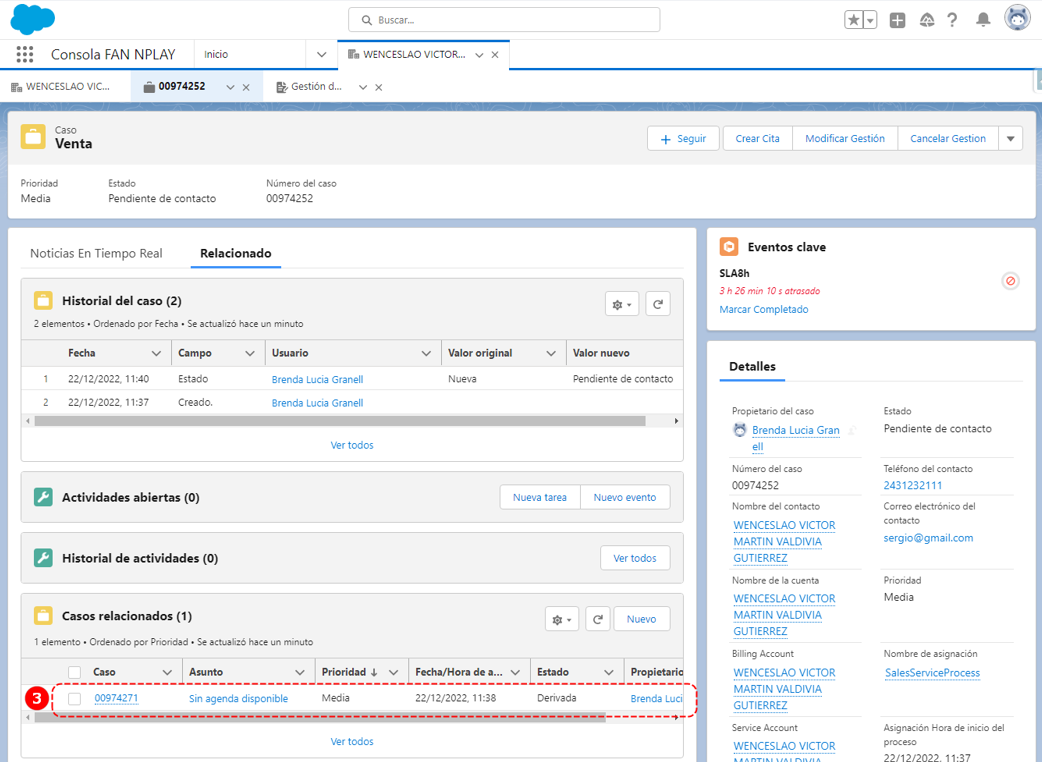 Buscar...
Consola FAN NPLAY
Inicio
WENCESLAO VICTOR...
WENCESLAO VIC...
00974252
Gestión d...
Caso
Venta
Seguir
Crear Cita
Modificar Gestión
Cancelar Gestion
Prioridad
Estado
Número del caso
Media
Pendiente de contacto
00974252
Noticias En Tiempo Real
Relacionado
Historial del caso (2)
2 elementos • Ordenado por Fecha • Se actualizó hace un minuto
Fecha
Campo
Usuario
Valor original
Valor nuevo
1
22/12/2022, 11:40
Estado
Brenda Lucia Granell
Nueva
Pendiente de contacto
2
22/12/2022, 11:37
Creado.
Brenda Lucia Granell
Ver todos
Actividades abiertas (0)
Nueva tarea
Nuevo evento
Historial de actividades (0)
Ver todos
Casos relacionados (1)
Nuevo
1 elemento • Ordenado por Prioridad • Se actualizó hace un minuto
Caso
Asunto
Prioridad
Fecha/Hora de a...
Estado
Propietario
3
00974271
Sin agenda disponible
Media
22/12/2022, 11:38
Derivada
Brenda Luci
Ver todos
Eventos clave
SLA8h
3 h 26 min 10 s atrasado
Marcar Completado
Detalles
Propietario del caso
Brenda Lucia Gran
ell
Estado
Pendiente de contacto
Número del caso
00974252
Teléfono del contacto
2431232111
Nombre del contacto
WENCESLAO VICTOR
MARTIN VALDIVIA
GUTIERREZ
Correo electrónico del
contacto
sergio@gmail.com
Nombre de la cuenta
WENCESLAO VICTOR
MARTIN VALDIVIA
GUTIERREZ
Prioridad
Media
Billing Account
WENCESLAO VICTOR
MARTIN VALDIVIA
GUTIERREZ
Nombre de asignación
SalesServiceProcess
Service Account
WENCESLAO VICTOR
MARTIN VALDIVIA
Asignación Hora de inicio del
proceso
22/12/2022, 11:37